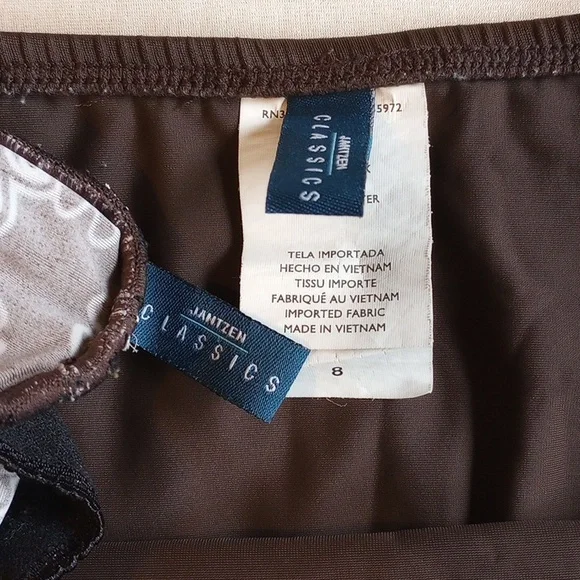 5972
JANTZEN
CLASSICS
TELA IMPORTADA
HECHO EN VIETNAM
TISSU IMPORTE
FABRIQUÉ AU VIETNAM
IMPORTED FABRIC
MADE IN VIETNAM
8
JANTZEN
CLASSICS